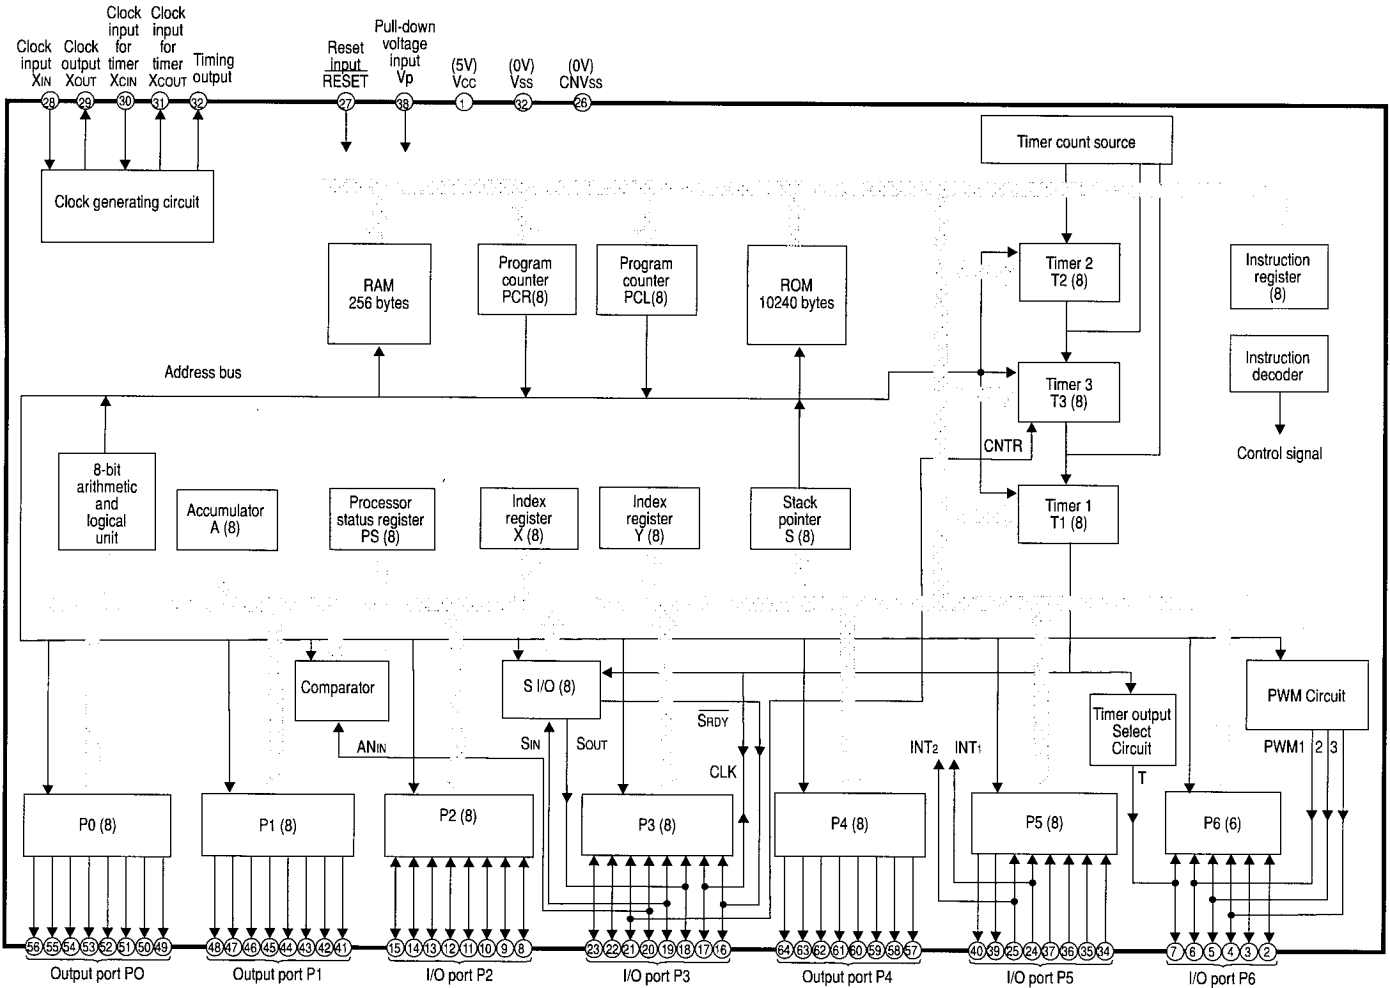 Clock
input
XIN
Clock
output
XOUT
Clock
input
for
timer
XCIN
Clock
input
for
timer
XCOUT
Timing
output
Reset
input
RESET
Pull-down
voltage
input
Vp
(5V)
Vcc
(0V)
Vss
(0V)
CNVss
28 29 30 31 32 27 38 1 32 26
Timer count source
Clock generating circuit
RAM
256 bytes
Program
counter
PCR(8)
Program
counter
PCL(8)
ROM
10240 bytes
Timer 2
T2 (8)
Instruction
register
(8)
Address bus
Timer 3
T3 (8)
Instruction
decoder
CNTR
Control signal
8-bit
arithmetic
and
logical
unit
Accumulator
A (8)
Processor
status register
PS (8)
Index
register
X (8)
Index
register
Y (8)
Stack
pointer
S (8)
Timer 1
T1 (8)
Comparator
S I/O (8)
SRDY
Timer output
Select
Circuit
PWM Circuit
ANIN
SIN
SOUT
CLK
INT2
INT1
T
PWM1 2 3
P0 (8)
P1 (8)
P2 (8)
P3 (8)
P4 (8)
P5 (8)
P6 (6)
56 55 54 53 52 51 50 49
48 47 46 45 44 43 42 41
15 14 13 12 11 10 9 8
23 22 21 20 19 18 17 16
64 63 62 61 60 59 58 57
40 39 25 24 37 36 35 34
7 6 5 4 3 2
Output port PO
Output port P1
I/O port P2
I/O port P3
Output port P4
I/O port P5
I/O port P6